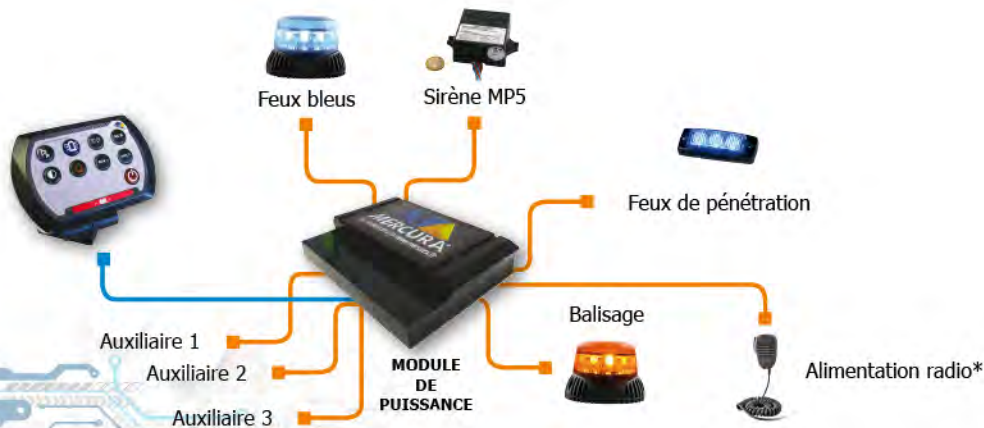 Feux bleus
Sirène MP5
Feux de pénétration
MERCURA
Auxiliaire 1
Auxiliaire 2
Auxiliaire 3
MODULE
DE
PUISSANCE
Balisage
Alimentation radio*